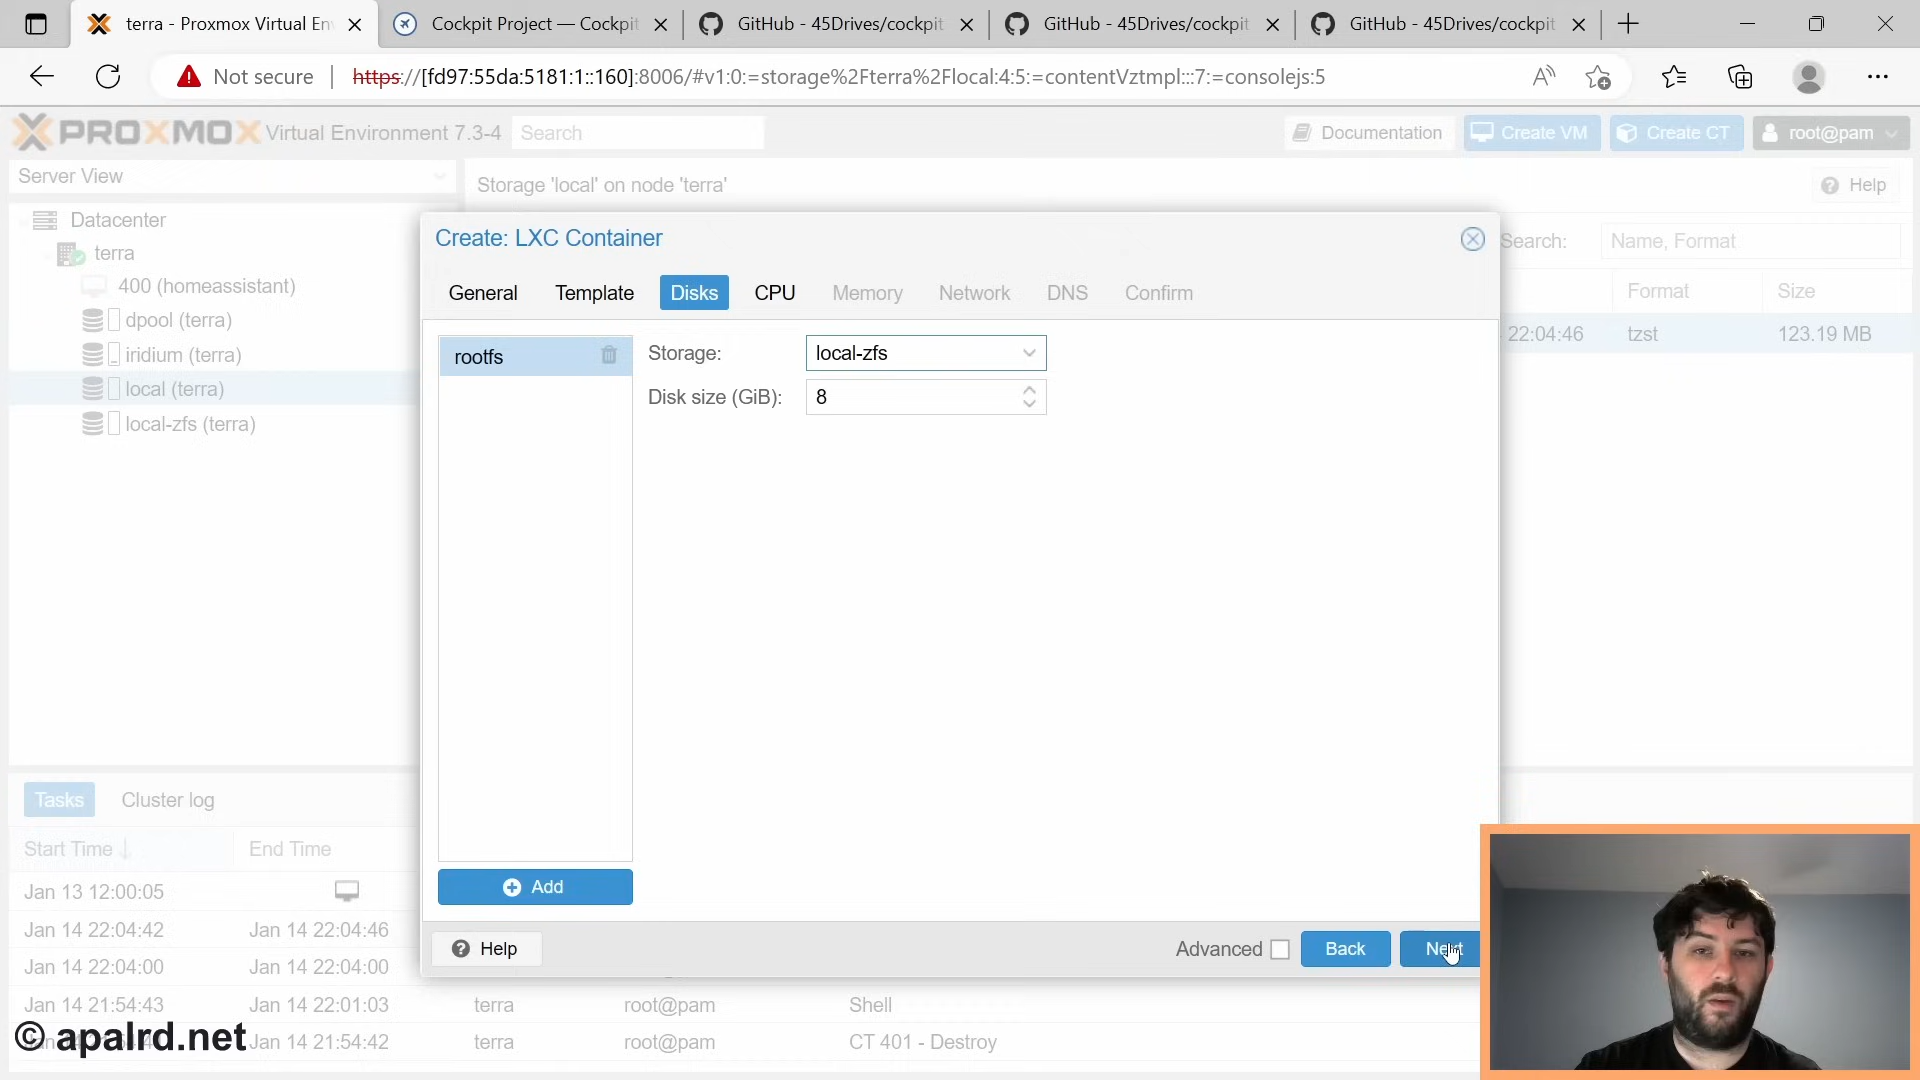 terra - Proxmox Virtual En
Cockpit Project — Cockpit
GitHub - 45Drives/cockpit
GitHub - 45Drives/cockpit
GitHub - 45Drives/cockpit
Not secure
https://[fd97:55da:5181:1::160]:8006/#v1:0:=storage%2Fterra%2Flocal:4:5:=contentVztmpl:::7:=consolejs:5
PROXMOX Virtual Environment 7.3-4
Search
Documentation
Create VM
Create CT
root@pam
Server View
Storage 'local' on node 'terra'
Help
Datacenter
terra
400 (homeassistant)
dpool (terra)
iridium (terra)
local (terra)
local-zfs (terra)
Create: LXC Container
Search:
Name, Format
General
Template
Disks
CPU
Memory
Network
DNS
Confirm
Format
Size
22:04:46
tzst
123.19 MB
rootfs
Storage:
local-zfs
Disk size (GiB):
8
Add
Help
Advanced
Back
Next
Tasks
Cluster log
Start Time
End Time
Jan 13 12:00:05
Jan 14 22:04:42 Jan 14 22:04:46
Jan 14 22:04:00 Jan 14 22:04:00
Jan 14 21:54:43 Jan 14 22:01:03 terra root@pam Shell
Jan 14 21:54:42 terra root@pam CT 401 - Destroy
© apalrd.net